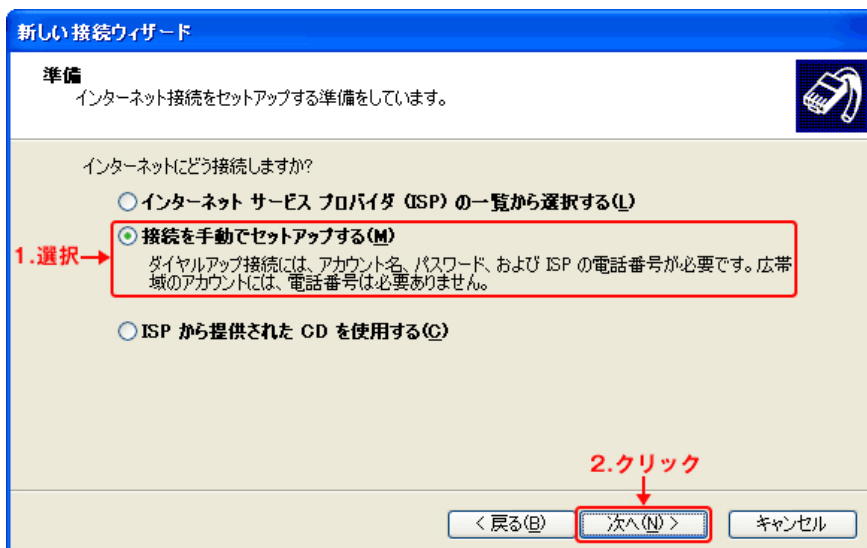 新しい接続ウィザード
準備
インターネット接続をセットアップする準備をしています。
インターネットにどう接続しますか?
インターネット サービス プロバイダ (ISP) の一覧から選択する(L)
1.選択→
接続を手動でセットアップする(M)
ダイヤルアップ接続には、アカウント名、パスワード、および ISP の電話番号が必要です。広帯
域のアカウントには、電話番号は必要ありません。
ISP から提供された CD を使用する(C)
2.クリック
< 戻る(B)
次へ(N) >
キャンセル